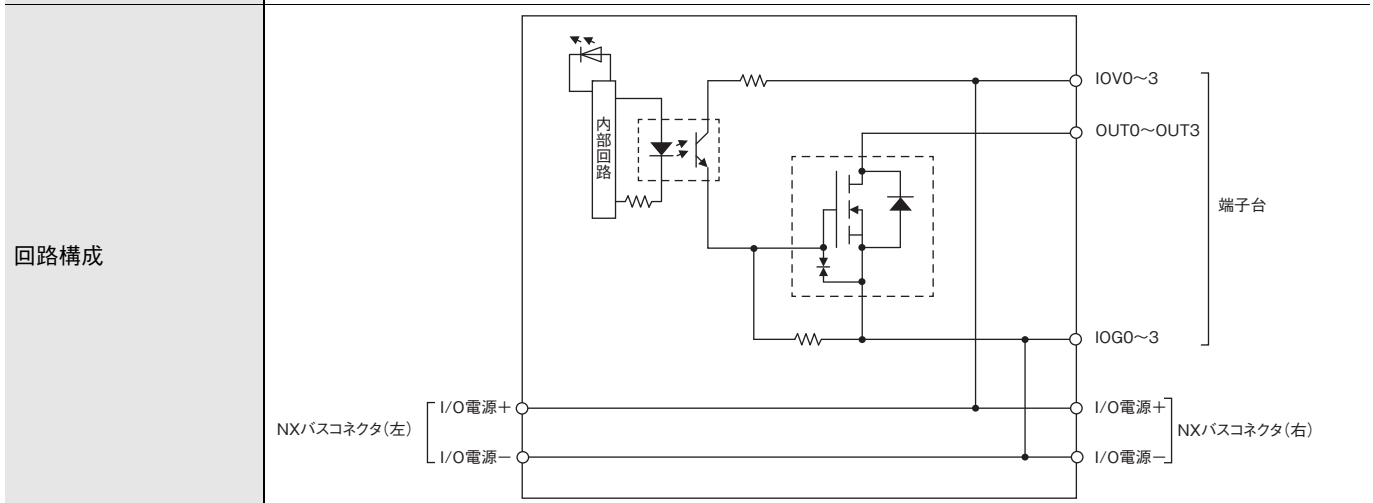 回路構成
内部回路
IOV0～3
OUT0～OUT3
端子台
IOG0～3
NXバスコネクタ(左)
I/O電源＋
I/O電源－
I/O電源＋
I/O電源－
NXバスコネクタ(右)